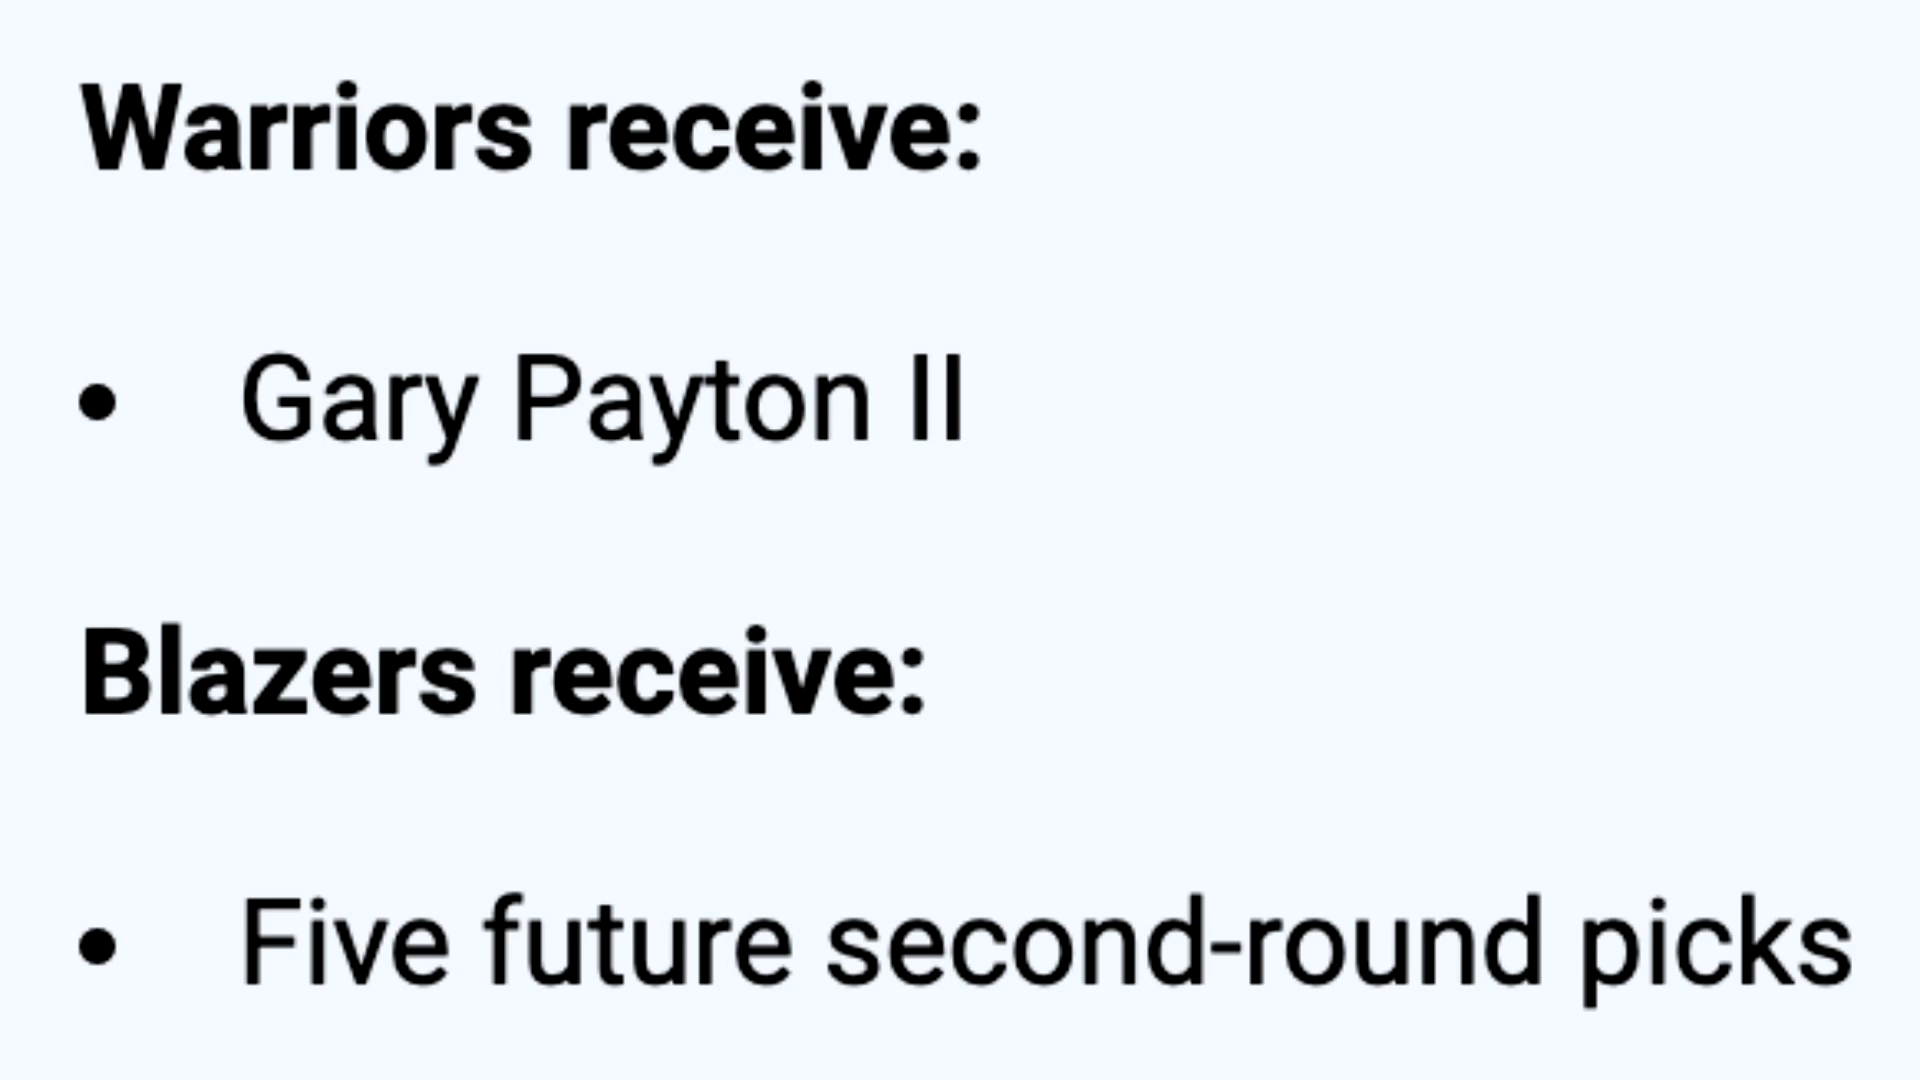 Warriors receive:
• Gary Payton II
Blazers receive:
• Five future second-round picks